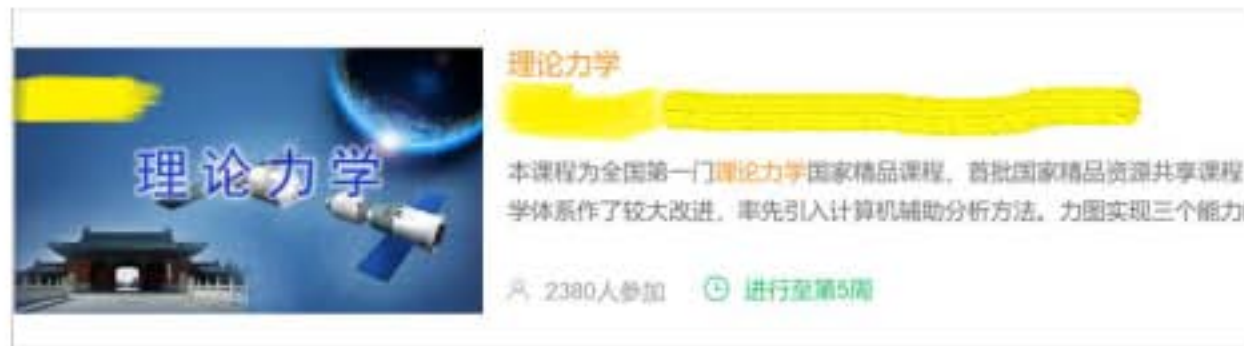 理论力学
理论力学
本课程为全国第一门理论力学国家精品课程、首批国家精品资源共享课程
学体系作了较大改进，率先引入计算机辅助分析方法。力图实现三个能力
2380人参加
进行至第5周